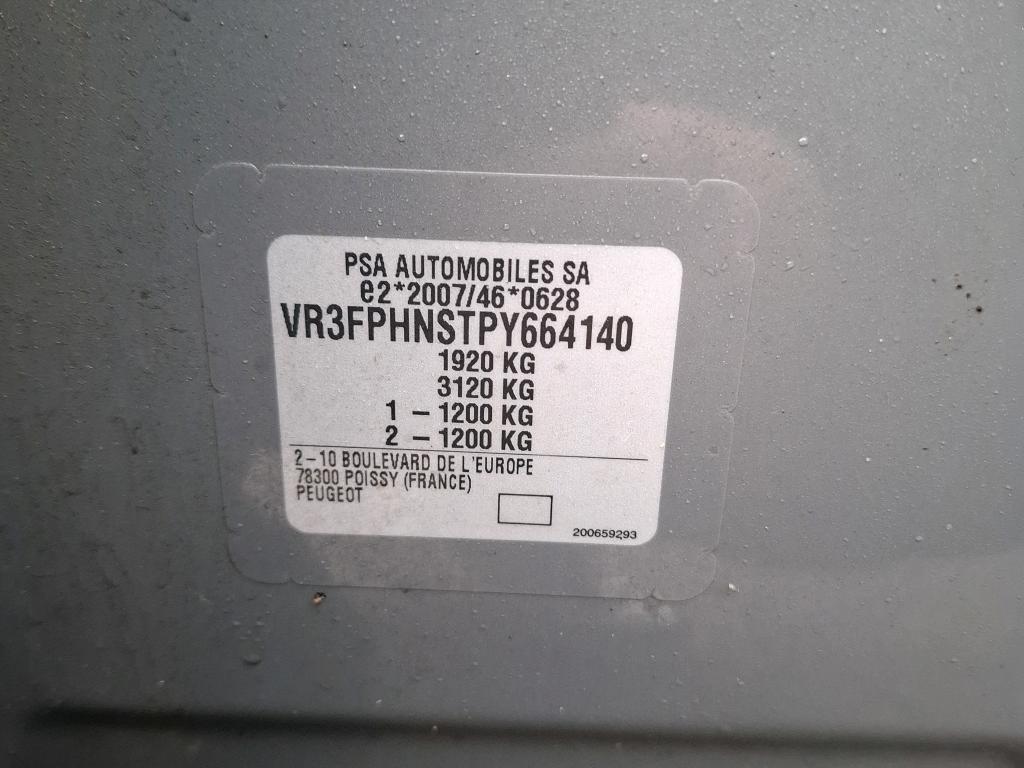 PSA AUTOMOBILES SA
e2*2007/46*0628
VR3FPHNSTPY664140
1920 KG
3120 KG
1 – 1200 KG
2 – 1200 KG
2–10 BOULEVARD DE L'EUROPE
78300 POISSY (FRANCE)
PEUGEOT
200659293